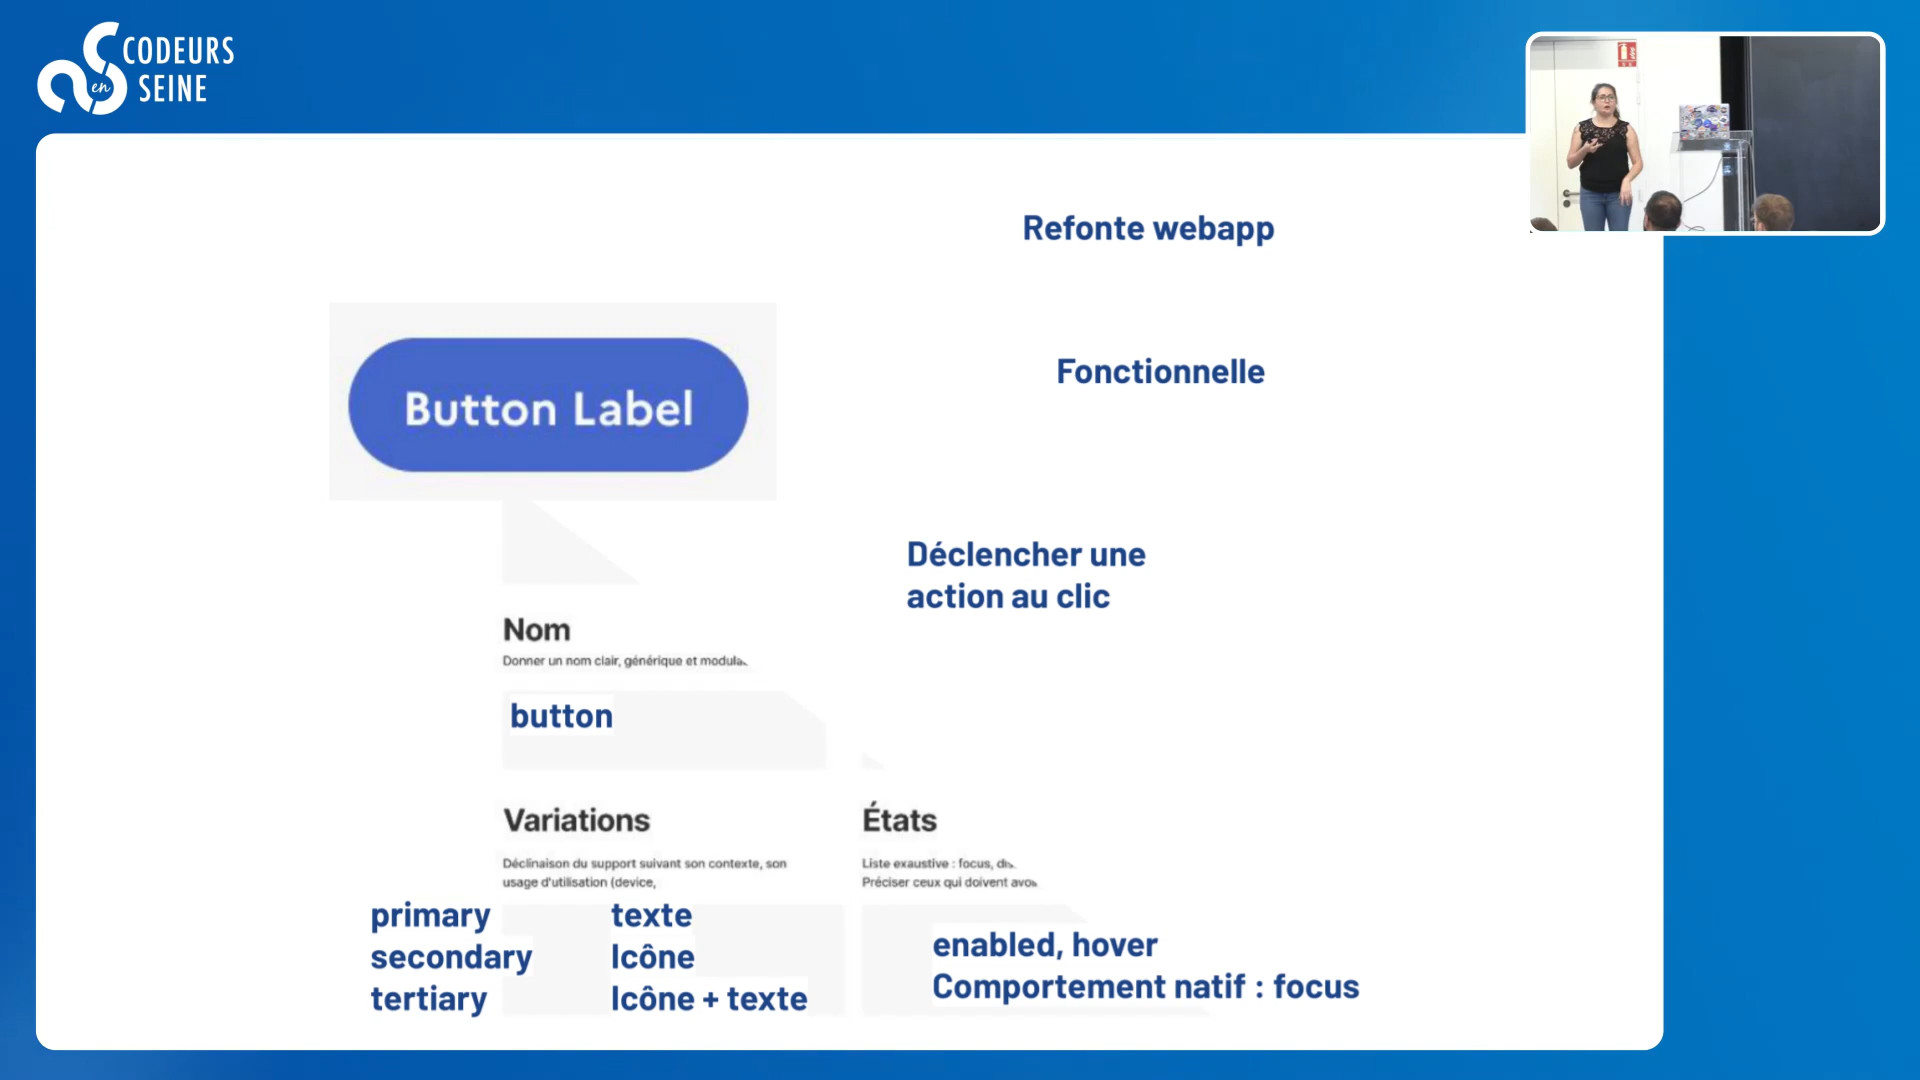 CODEURS
en
SEINE
Refonte webapp
Fonctionnelle
Button Label
Déclencher une
action au clic
Nom
Donner un nom clair, générique et
button
Variations
Déclinaison du support suivant son contexte, son
usage d'utilisation (device,
États
Liste exaustive : focus,
Préciser ceux qui doivent
primary
secondary
tertiary
texte
Icône
Icône + texte
enabled, hover
Comportement natif : focus